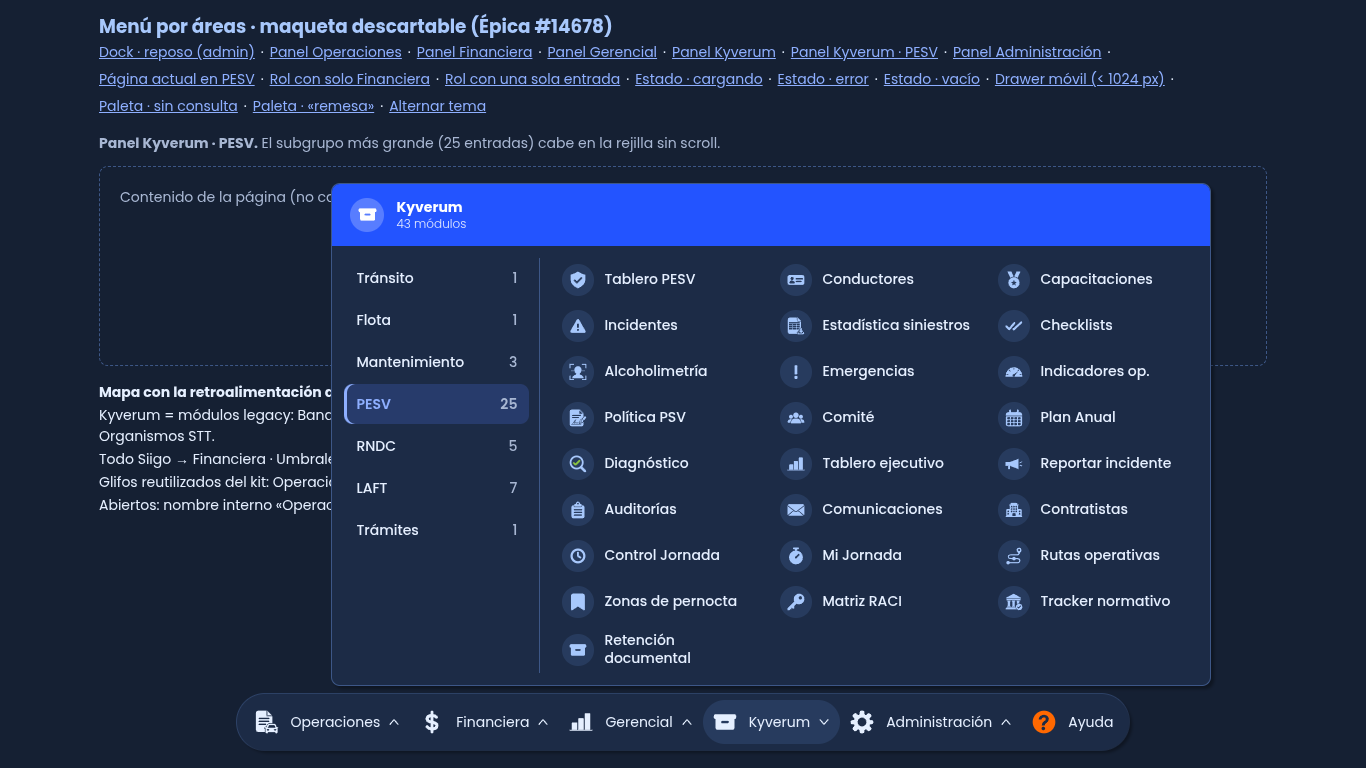 Menú por áreas · maqueta descartable (Épica #14678)
Dock · reposo (admin) · Panel Operaciones · Panel Financiera · Panel Gerencial · Panel Kyverum · Panel Kyverum · PESV · Panel Administración ·
Página actual en PESV · Rol con solo Financiera · Rol con una sola entrada · Estado · cargando · Estado · error · Estado · vacío · Drawer móvil (< 1024 px) ·
Paleta · sin consulta · Paleta · «remesa» · Alternar tema
Panel Kyverum · PESV. El subgrupo más grande (25 entradas) cabe en la rejilla sin scroll.
Contenido de la página (no
Kyverum
43 módulos
Tránsito 1
Flota 1
Mantenimiento 3
PESV 25
RNDC 5
LAFT 7
Trámites 1
Tablero PESV Conductores Capacitaciones
Incidentes Estadística siniestros Checklists
Alcoholimetría Emergencias Indicadores op.
Política PSV Comité Plan Anual
Diagnóstico Tablero ejecutivo Reportar incidente
Auditorías Comunicaciones Contratistas
Control Jornada Mi Jornada Rutas operativas
Zonas de pernocta Matriz RACI Tracker normativo
Retención
documental
Mapa con la retroalimentación
Kyverum = módulos legacy:
Organismos STT.
Todo Siigo → Financiera ·
Glifos reutilizados del kit:
Abiertos: nombre interno
Operaciones Financiera Gerencial Kyverum Administración Ayuda